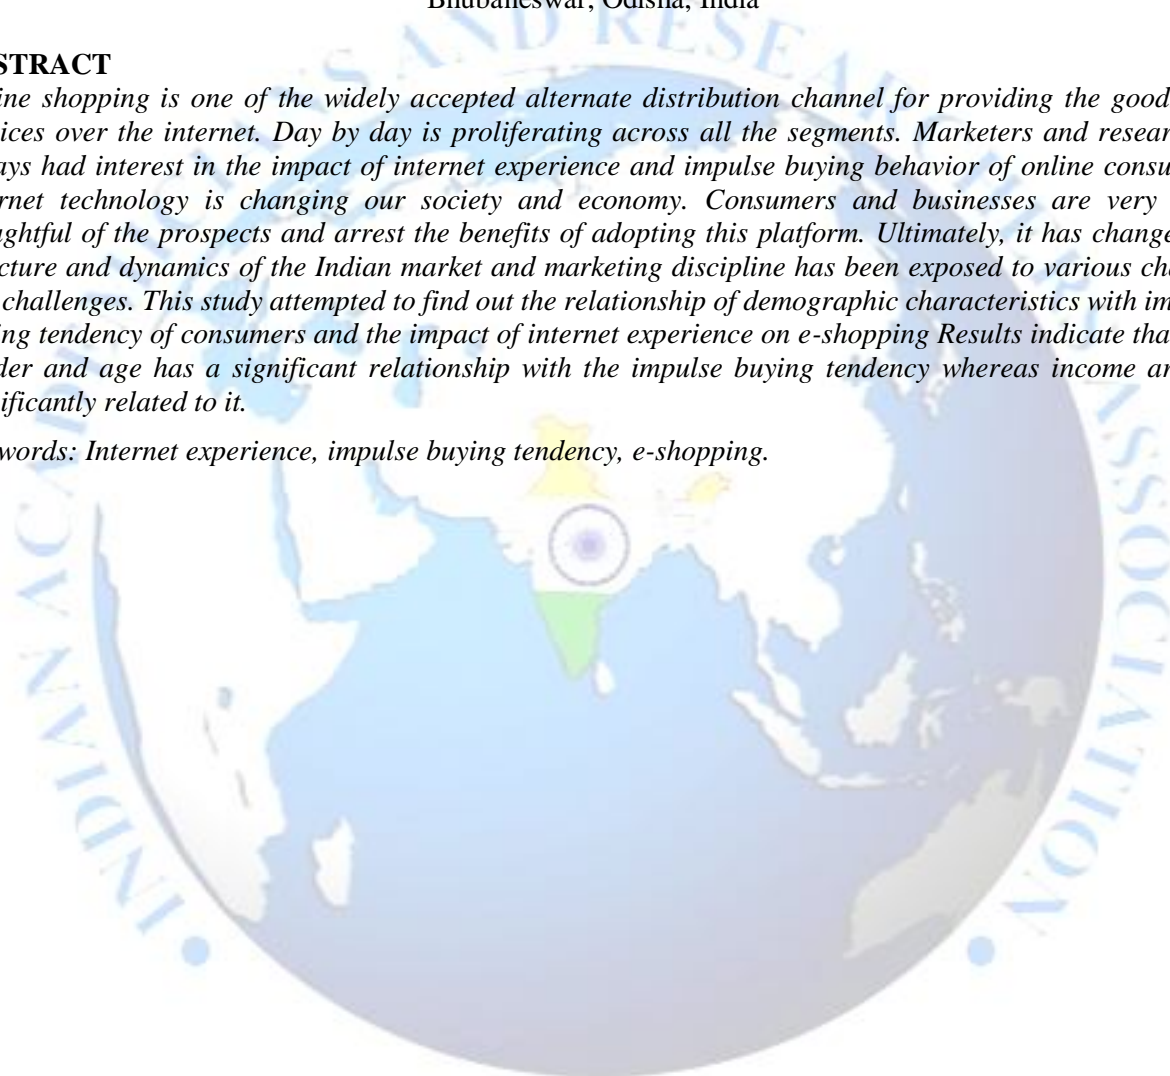 Bhubaneswar, Odisha, India
STRACT
ine shopping is one of the widely accepted alternate distribution channel for providing the good
ices over the internet. Day by day is proliferating across all the segments. Marketers and resear
ays had interest in the impact of internet experience and impulse buying behavior of online consu
rnet technology is changing our society and economy. Consumers and businesses are very
ughtful of the prospects and arrest the benefits of adopting this platform. Ultimately, it has change
cture and dynamics of the Indian market and marketing discipline has been exposed to various cha
challenges. This study attempted to find out the relationship of demographic characteristics with im
ing tendency of consumers and the impact of internet experience on e-shopping Results indicate tha
der and age has a significant relationship with the impulse buying tendency whereas income ar
ificantly related to it.
words: Internet experience, impulse buying tendency, e-shopping.
INDIAN ACADEMICIANS AND RESEARCHERS ASSOCIATION